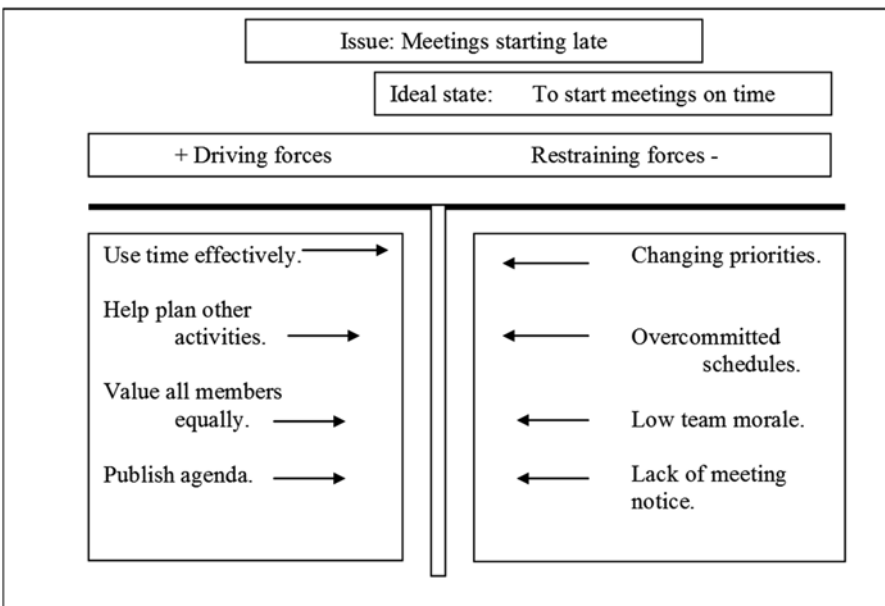 Issue: Meetings starting late
Ideal state: To start meetings on time
+ Driving forces Restraining forces -
Use time effectively.
Help plan other
activities.
Value all members
equally.
Publish agenda.
Changing priorities.
Overcommitted
schedules.
Low team morale.
Lack of meeting
notice.